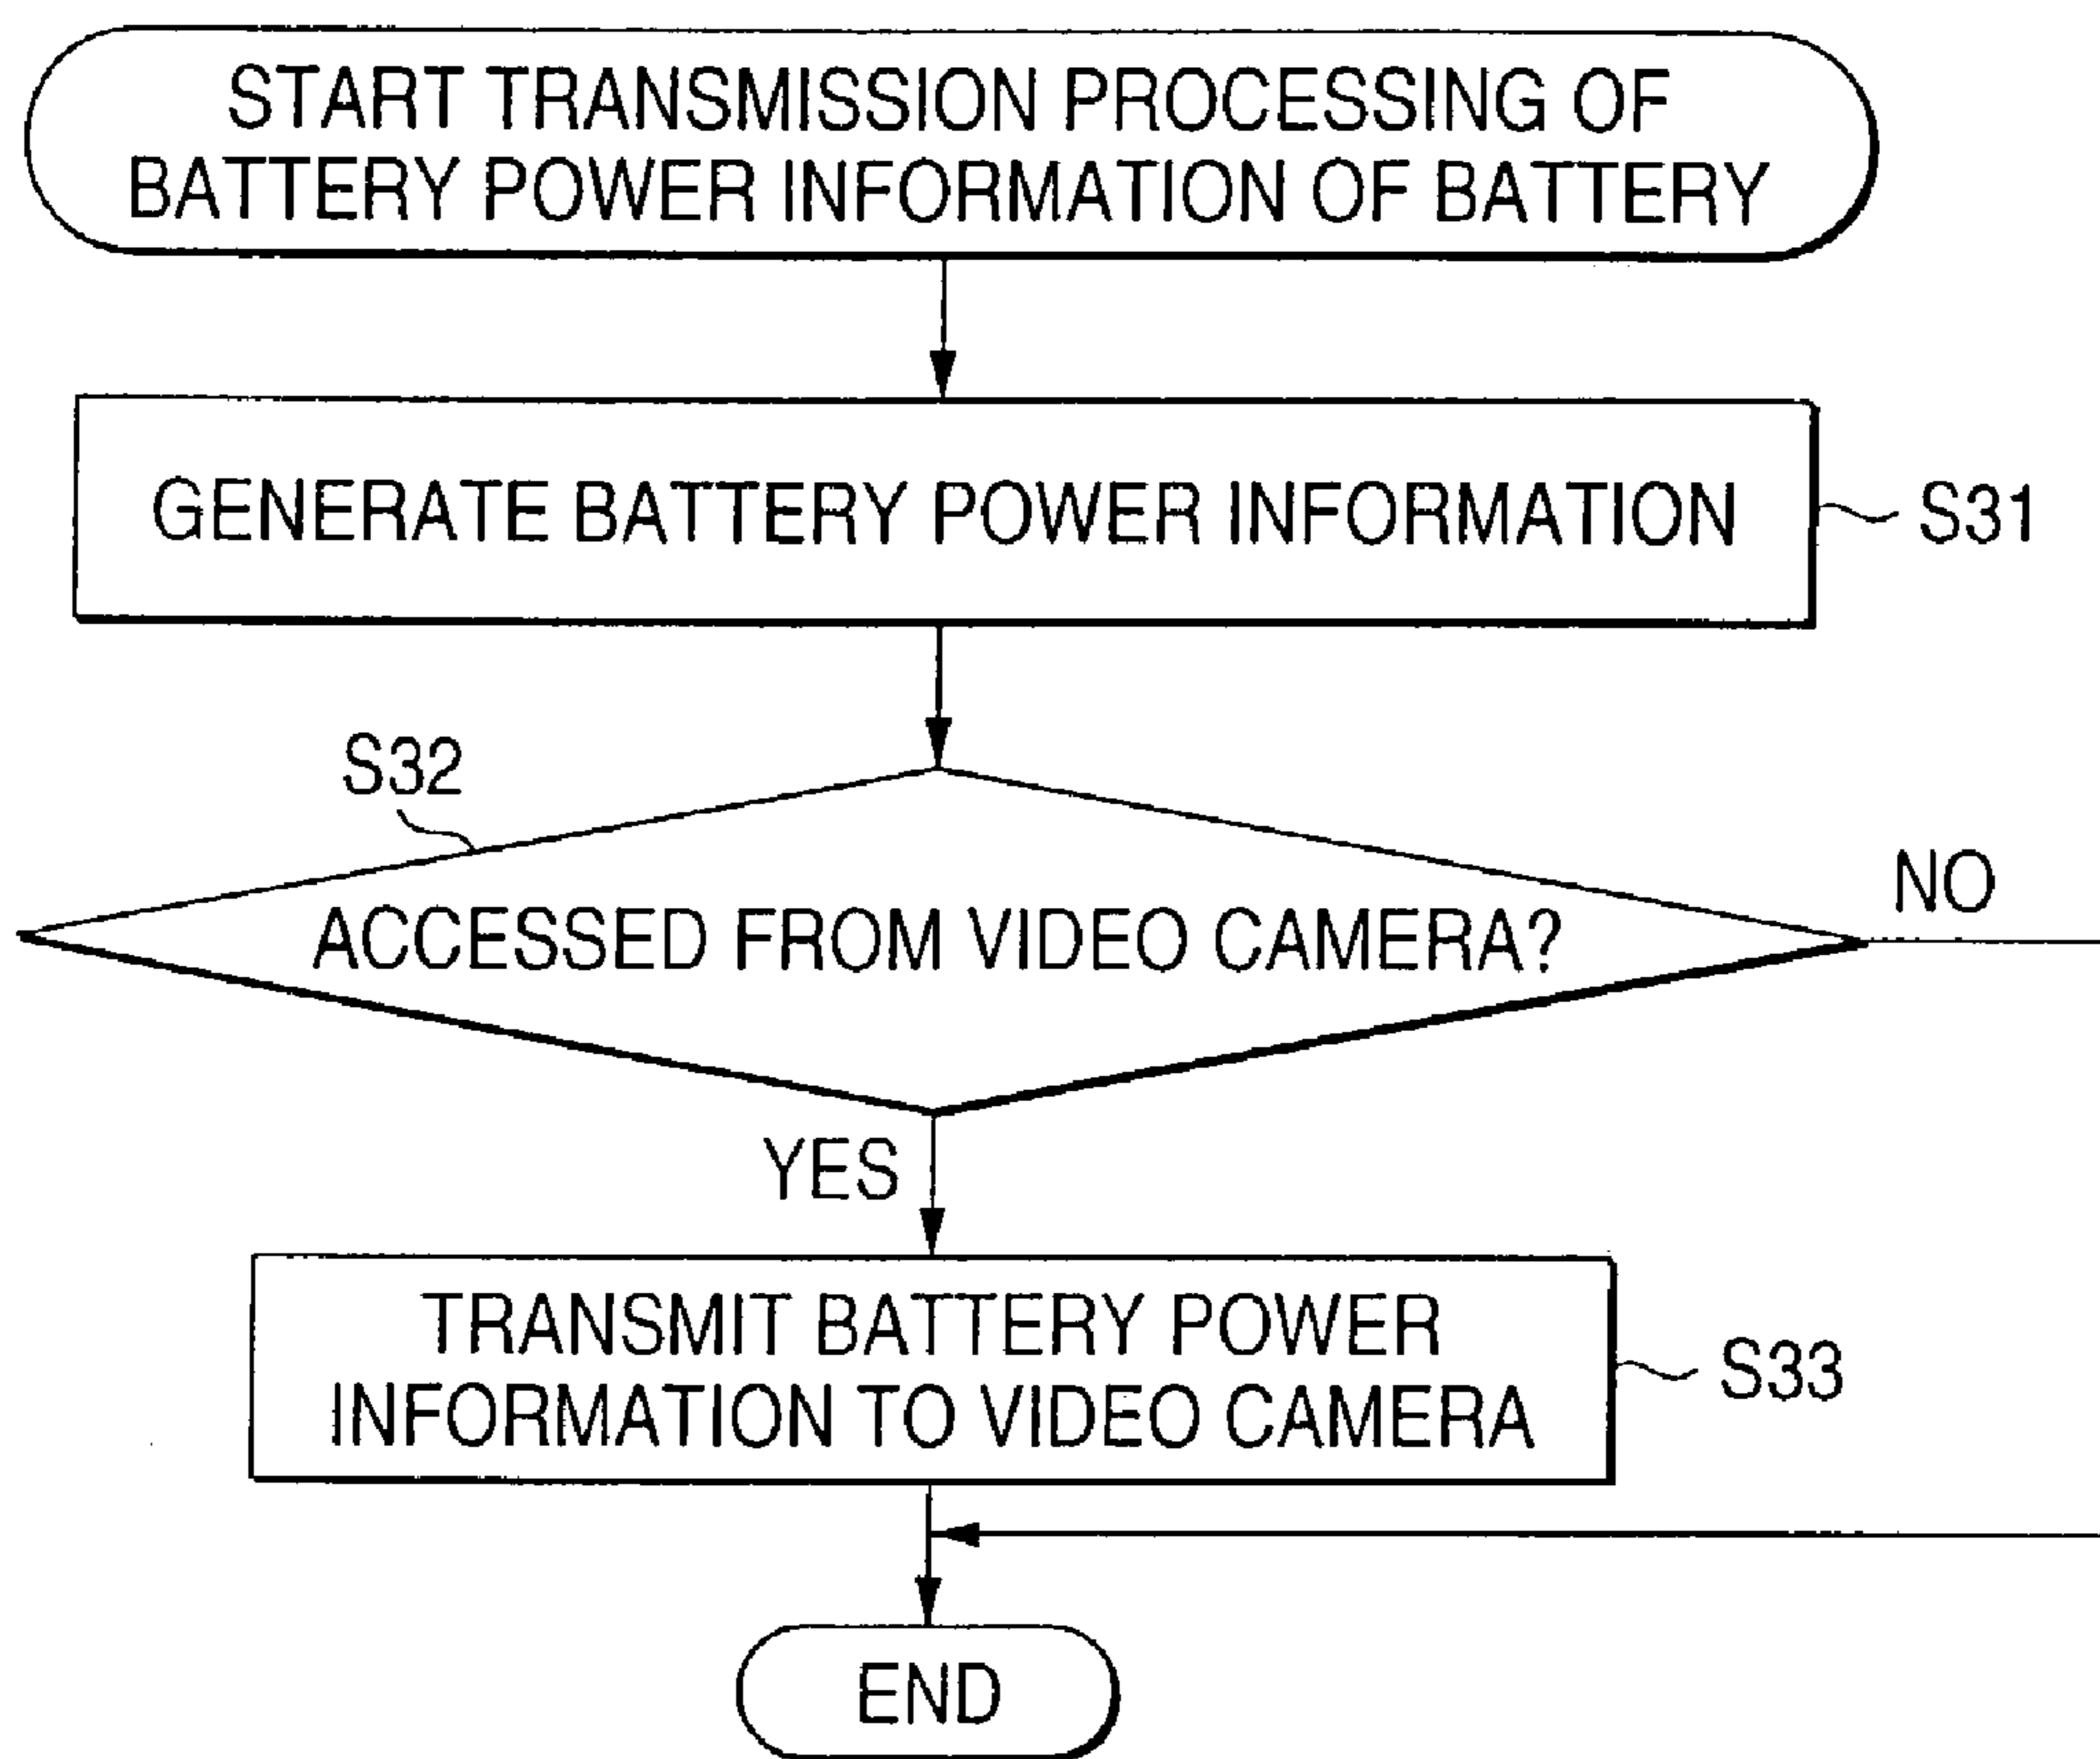 START TRANSMISSION PROCESSING OF
BATTERY POWER INFORMATION OF BATTERY
GENERATE BATTERY POWER INFORMATION
S31
S32
ACCESSED FROM VIDEO CAMERA?
NO
YES
TRANSMIT BATTERY POWER
INFORMATION TO VIDEO CAMERA
S33
END